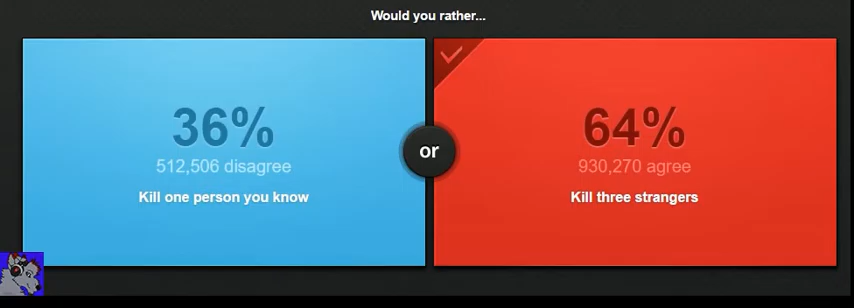 Would you rather...
36%
512,506 disagree
Kill one person you know
or
64%
930,270 agree
Kill three strangers